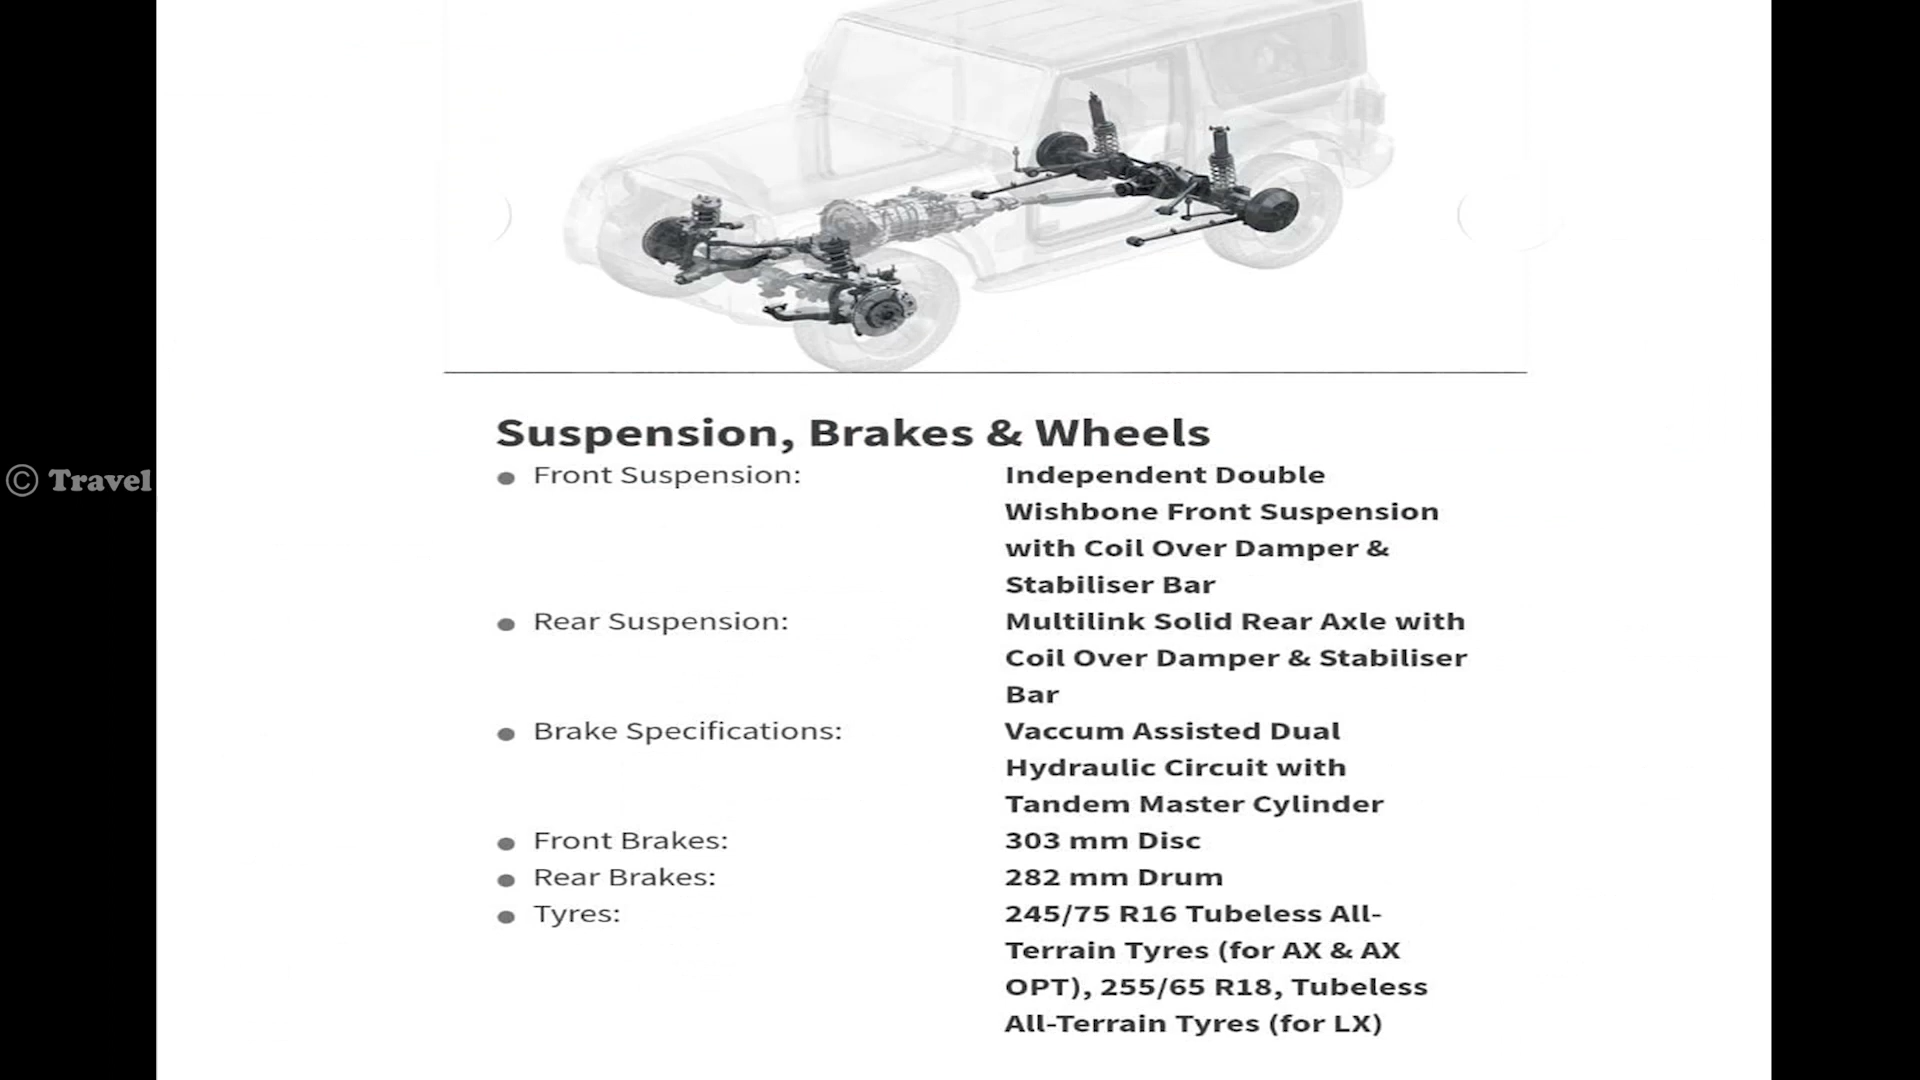 Suspension, Brakes & Wheels
© Travel
Front Suspension: Independent Double
Wishbone Front Suspension
with Coil Over Damper &
Stabiliser Bar
Rear Suspension: Multilink Solid Rear Axle with
Coil Over Damper & Stabiliser
Bar
Brake Specifications: Vaccum Assisted Dual
Hydraulic Circuit with
Tandem Master Cylinder
Front Brakes: 303 mm Disc
Rear Brakes: 282 mm Drum
Tyres: 245/75 R16 Tubeless All-
Terrain Tyres (for AX & AX
OPT), 255/65 R18, Tubeless
All-Terrain Tyres (for LX)